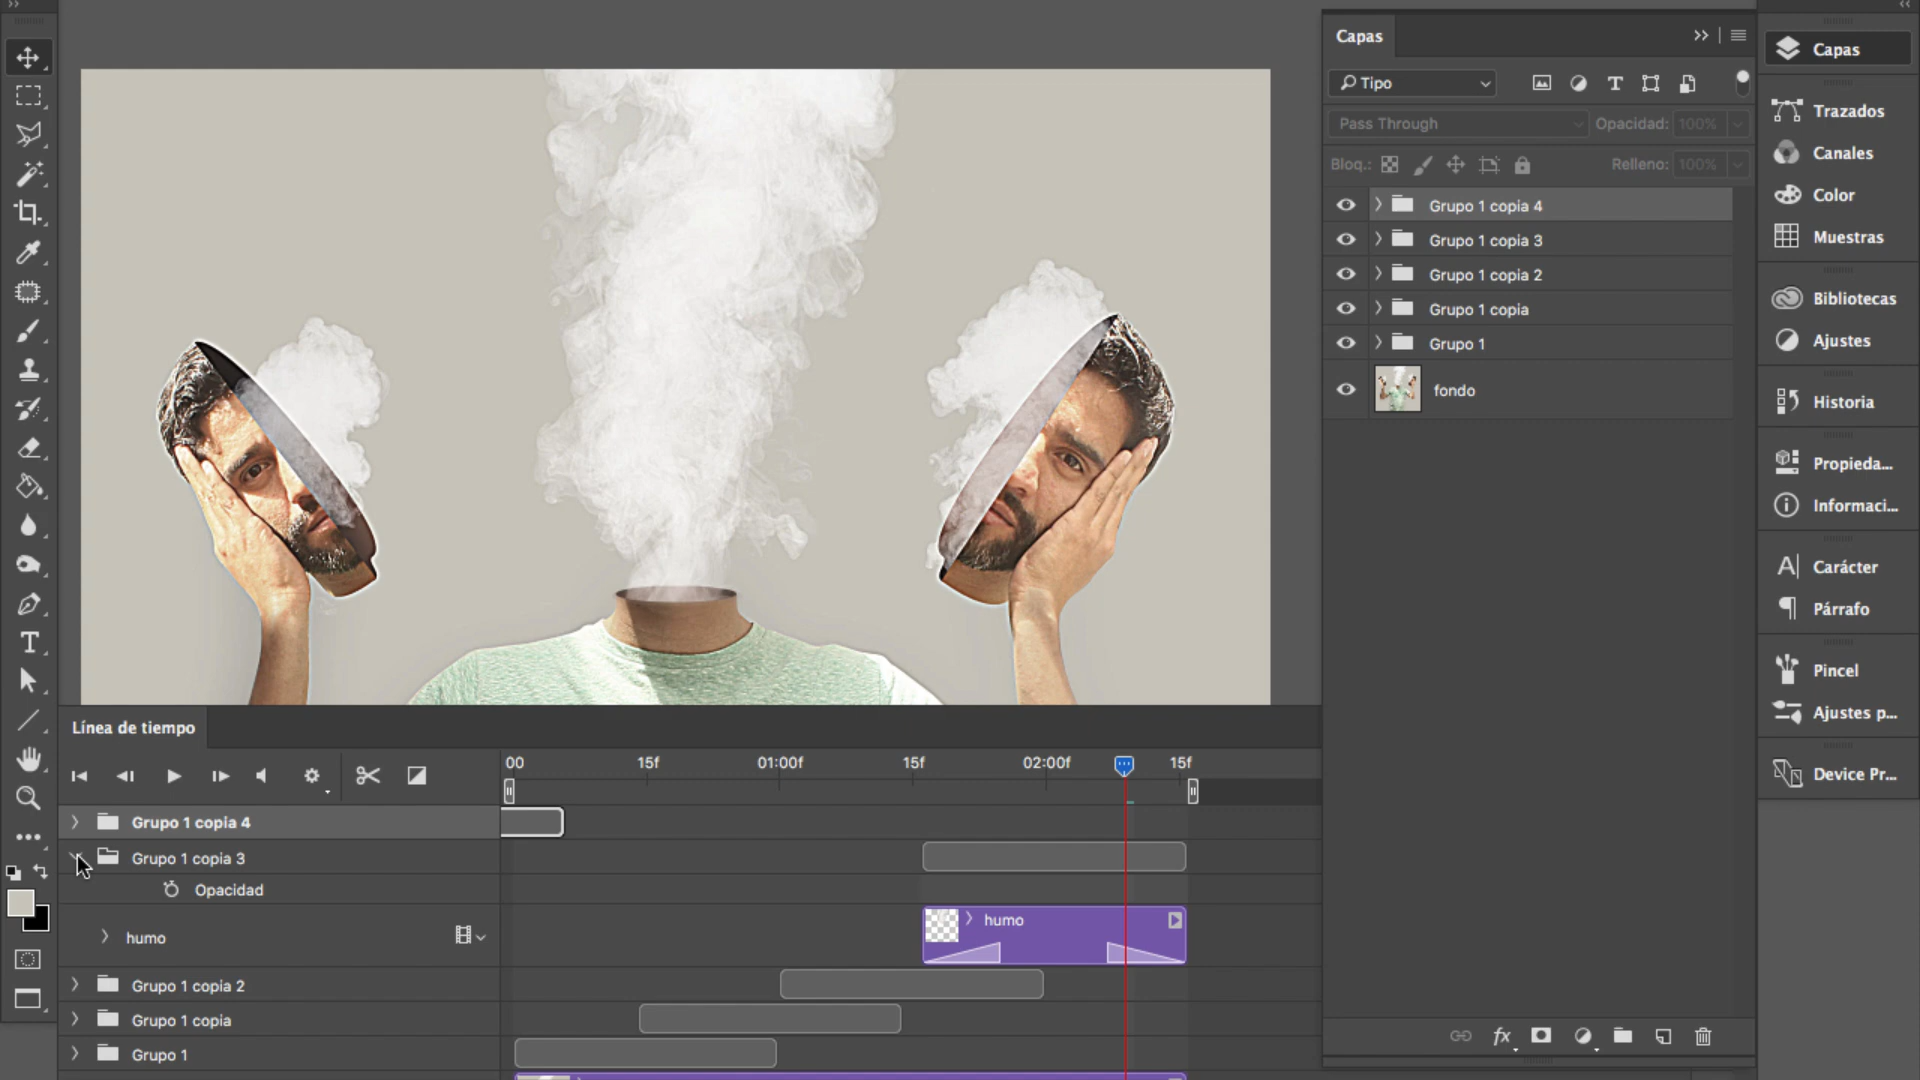 Capas
Tipo
Pass Through
Opacidad: 100%
Bloq.:
Relleno: 100%
Grupo 1 copia 4
Grupo 1 copia 3
Grupo 1 copia 2
Grupo 1 copia
Grupo 1
fondo
fx
Capas
Trazados
Canales
Color
Muestras
Bibliotecas
Ajustes
Historia
Propieda...
Informaci...
Carácter
Párrafo
Pincel
Ajustes p...
Device Pr...
Línea de tiempo
00 15f 01:00f 15f 02:00f 15f
Grupo 1 copia 4
Grupo 1 copia 3
Opacidad
humo
humo
Grupo 1 copia 2
Grupo 1 copia
Grupo 1